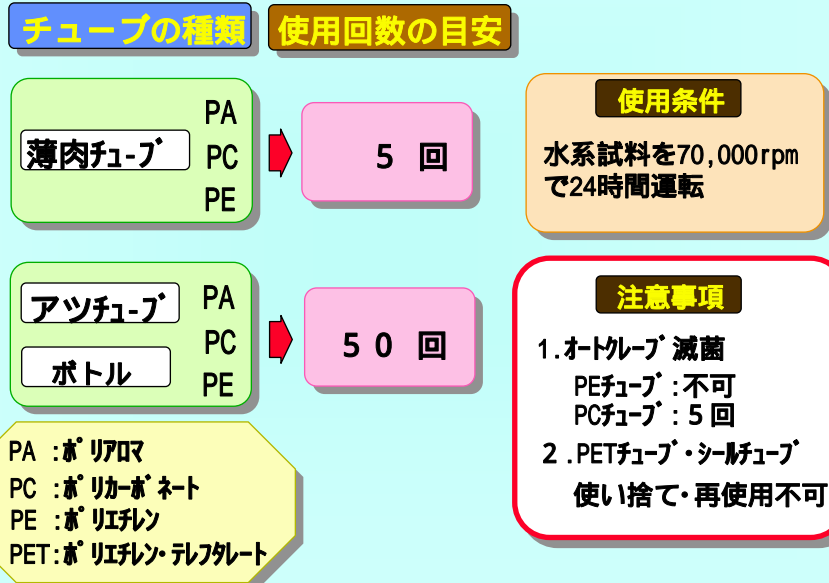 チューブの種類
使用回数の目安
薄肉ﾁｭｰﾌﾞ
PA
PC
PE
5 回
使用条件
水系試料を70,000rpm
で24時間運転
アツﾁｭｰﾌﾞ
ボトル
PA
PC
PE
50 回
注意事項
1.ｵｰﾄｸﾚｰﾌﾞ滅菌
PEﾁｭｰﾌﾞ:不可
PCﾁｭｰﾌﾞ:5回
2.PETﾁｭｰﾌﾞ・ｼｰﾙﾁｭｰﾌﾞ
使い捨て・再使用不可
PA :ﾎﾟﾘｱﾛﾏ
PC :ﾎﾟﾘｶｰﾎﾞﾈｰﾄ
PE :ﾎﾟﾘｴﾁﾚﾝ
PET:ﾎﾟﾘｴﾁﾚﾝ・ﾃﾚﾌﾀﾚｰﾄ